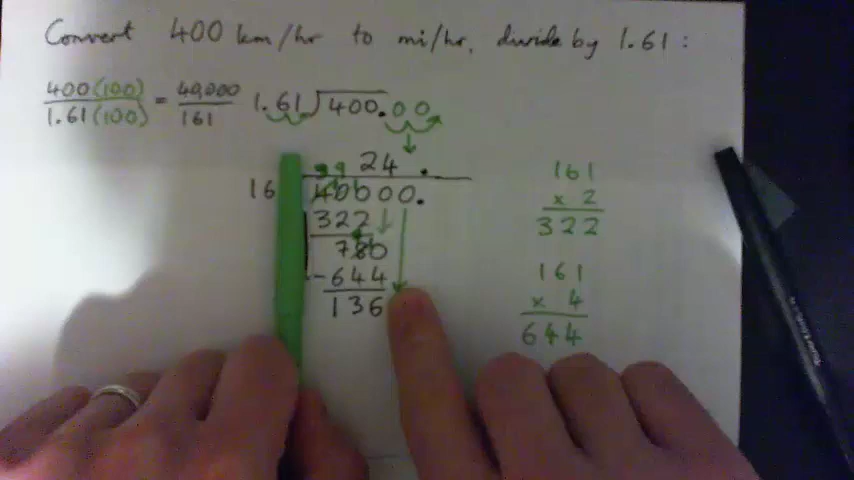 Convert 400 km/hr to mi/hr, divide by 1.61 :
400(100)/1.61(100) = 40,000/161 1.61)400.00
24 .
16 40000.
322
780
-644
136
161
x 2
322
161
x 4
644